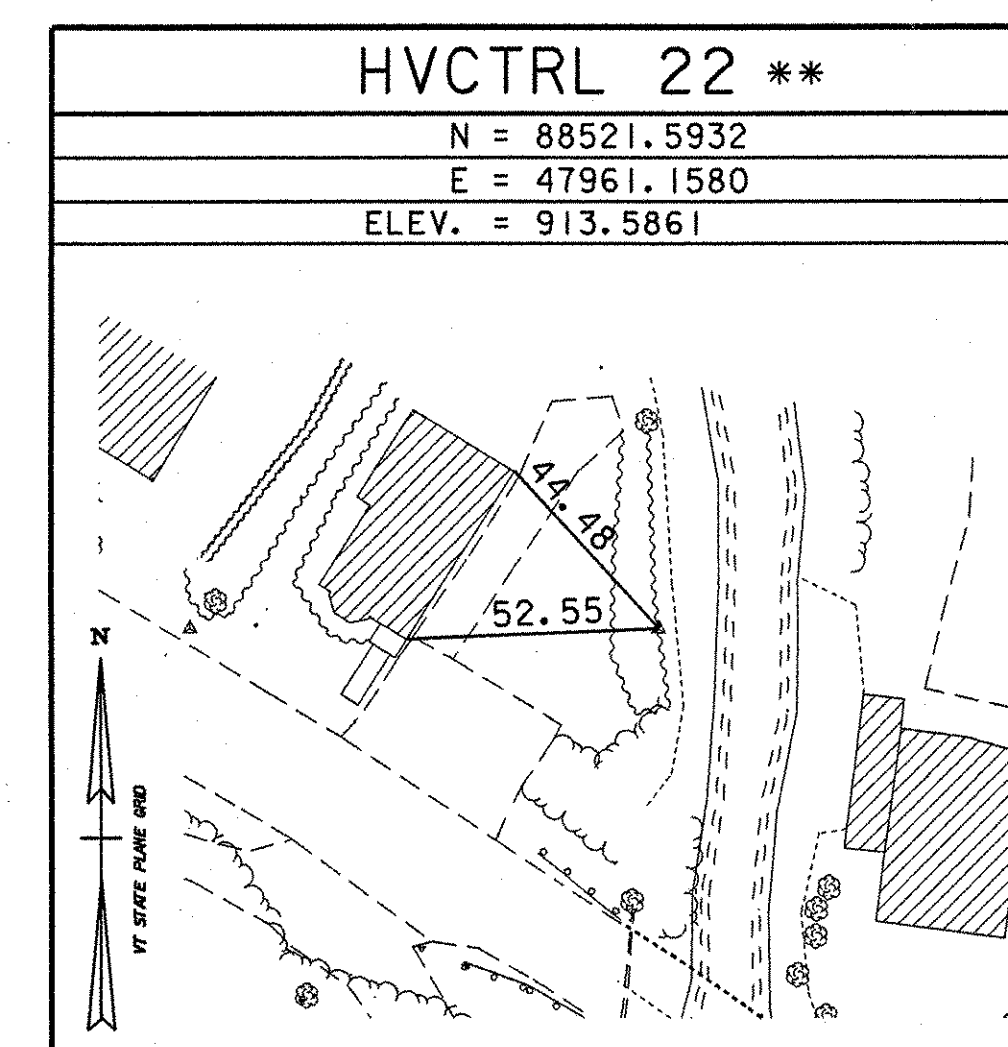 HVCTRL 22 **
N = 88521.5932
E = 47961.1580
ELEV. = 913.5861
44.48
52.55
N
VT STATE PLANE GRID